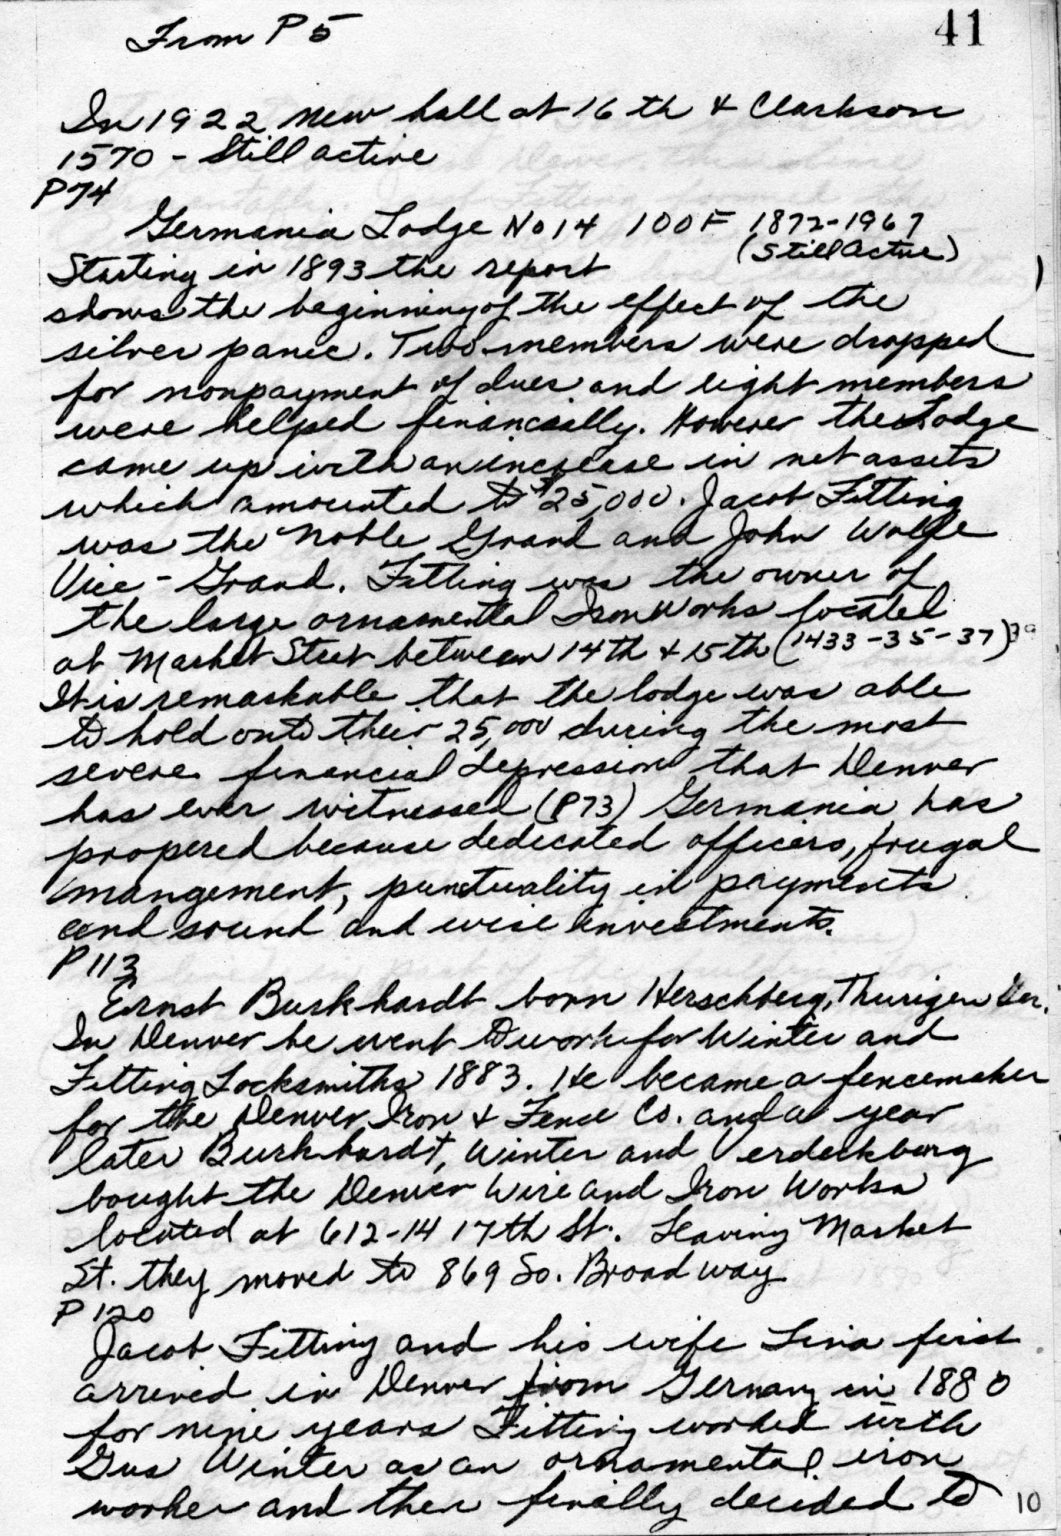 From P 5
41
In 1922 new hall at 16 th + Clarkson
1570 - Still active
P74
Germania Lodge No 14 IOOF 1872-1967
(Still Active)
Starting in 1893 the report
shows the beginning of the effect of the
silver panic. Two members were dropped
for nonpayment of dues and eight members
were helped financially. However the Lodge
came up with an increase in net assets
which amounted to $25,000. Jacob Fitting
was the Noble Grand and John Wolfe
Vice-Grand. Fitting was the owner of
the large ornamental Iron Works located
at Market Steet between 14th + 15th (1433-35-37) 39
It is remarkable that the lodge was able
to hold onto their 25,000 during the most
severe financial depression that Denver
has ever witnessed (P73) Germania has
propered because dedicated officers, frugal
mangement, punctuality in payments
and sound and wise investments.
P 113
Ernst Burkhardt born Herschberg, Thurigen Ger.
In Denver he went to work for Winter and
Fitting Locksmiths 1883. He became a fencemaker
for the Denver Iron + Fence Co. and a year
later Burkhardt, Winter and Verdeckburg
bought the Denver Wire and Iron Works
located at 612-14 17th St. Leaving Market
St. they moved to 869 So. Broadway
P 120
Jacob Fitting and his wife Lina first
arrived in Denver from Germany in 1880
for nine years Fitting worked with
Gus Winter as an ornamental iron
worker and then finally decided to
10